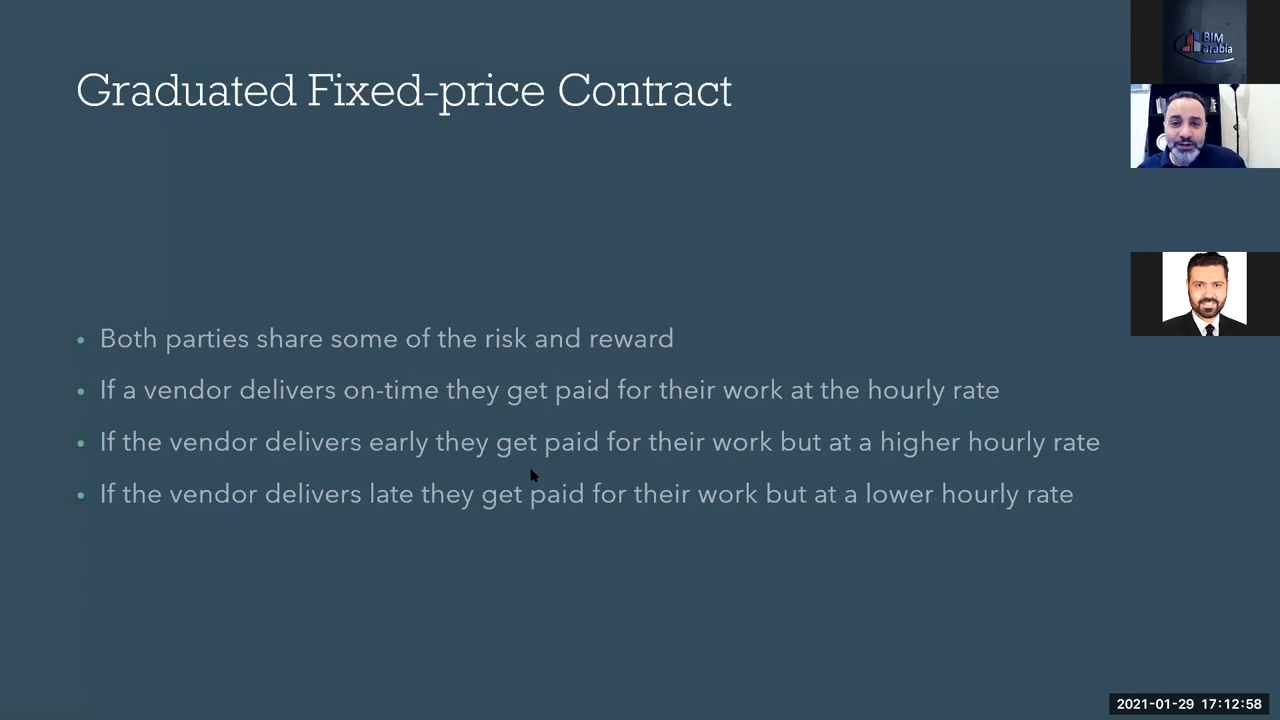 Graduated Fixed-price Contract
BIM
arabia
• Both parties share some of the risk and reward
• If a vendor delivers on-time they get paid for their work at the hourly rate
• If the vendor delivers early they get paid for their work but at a higher hourly rate
• If the vendor delivers late they get paid for their work but at a lower hourly rate
2021-01-29 17:12:58